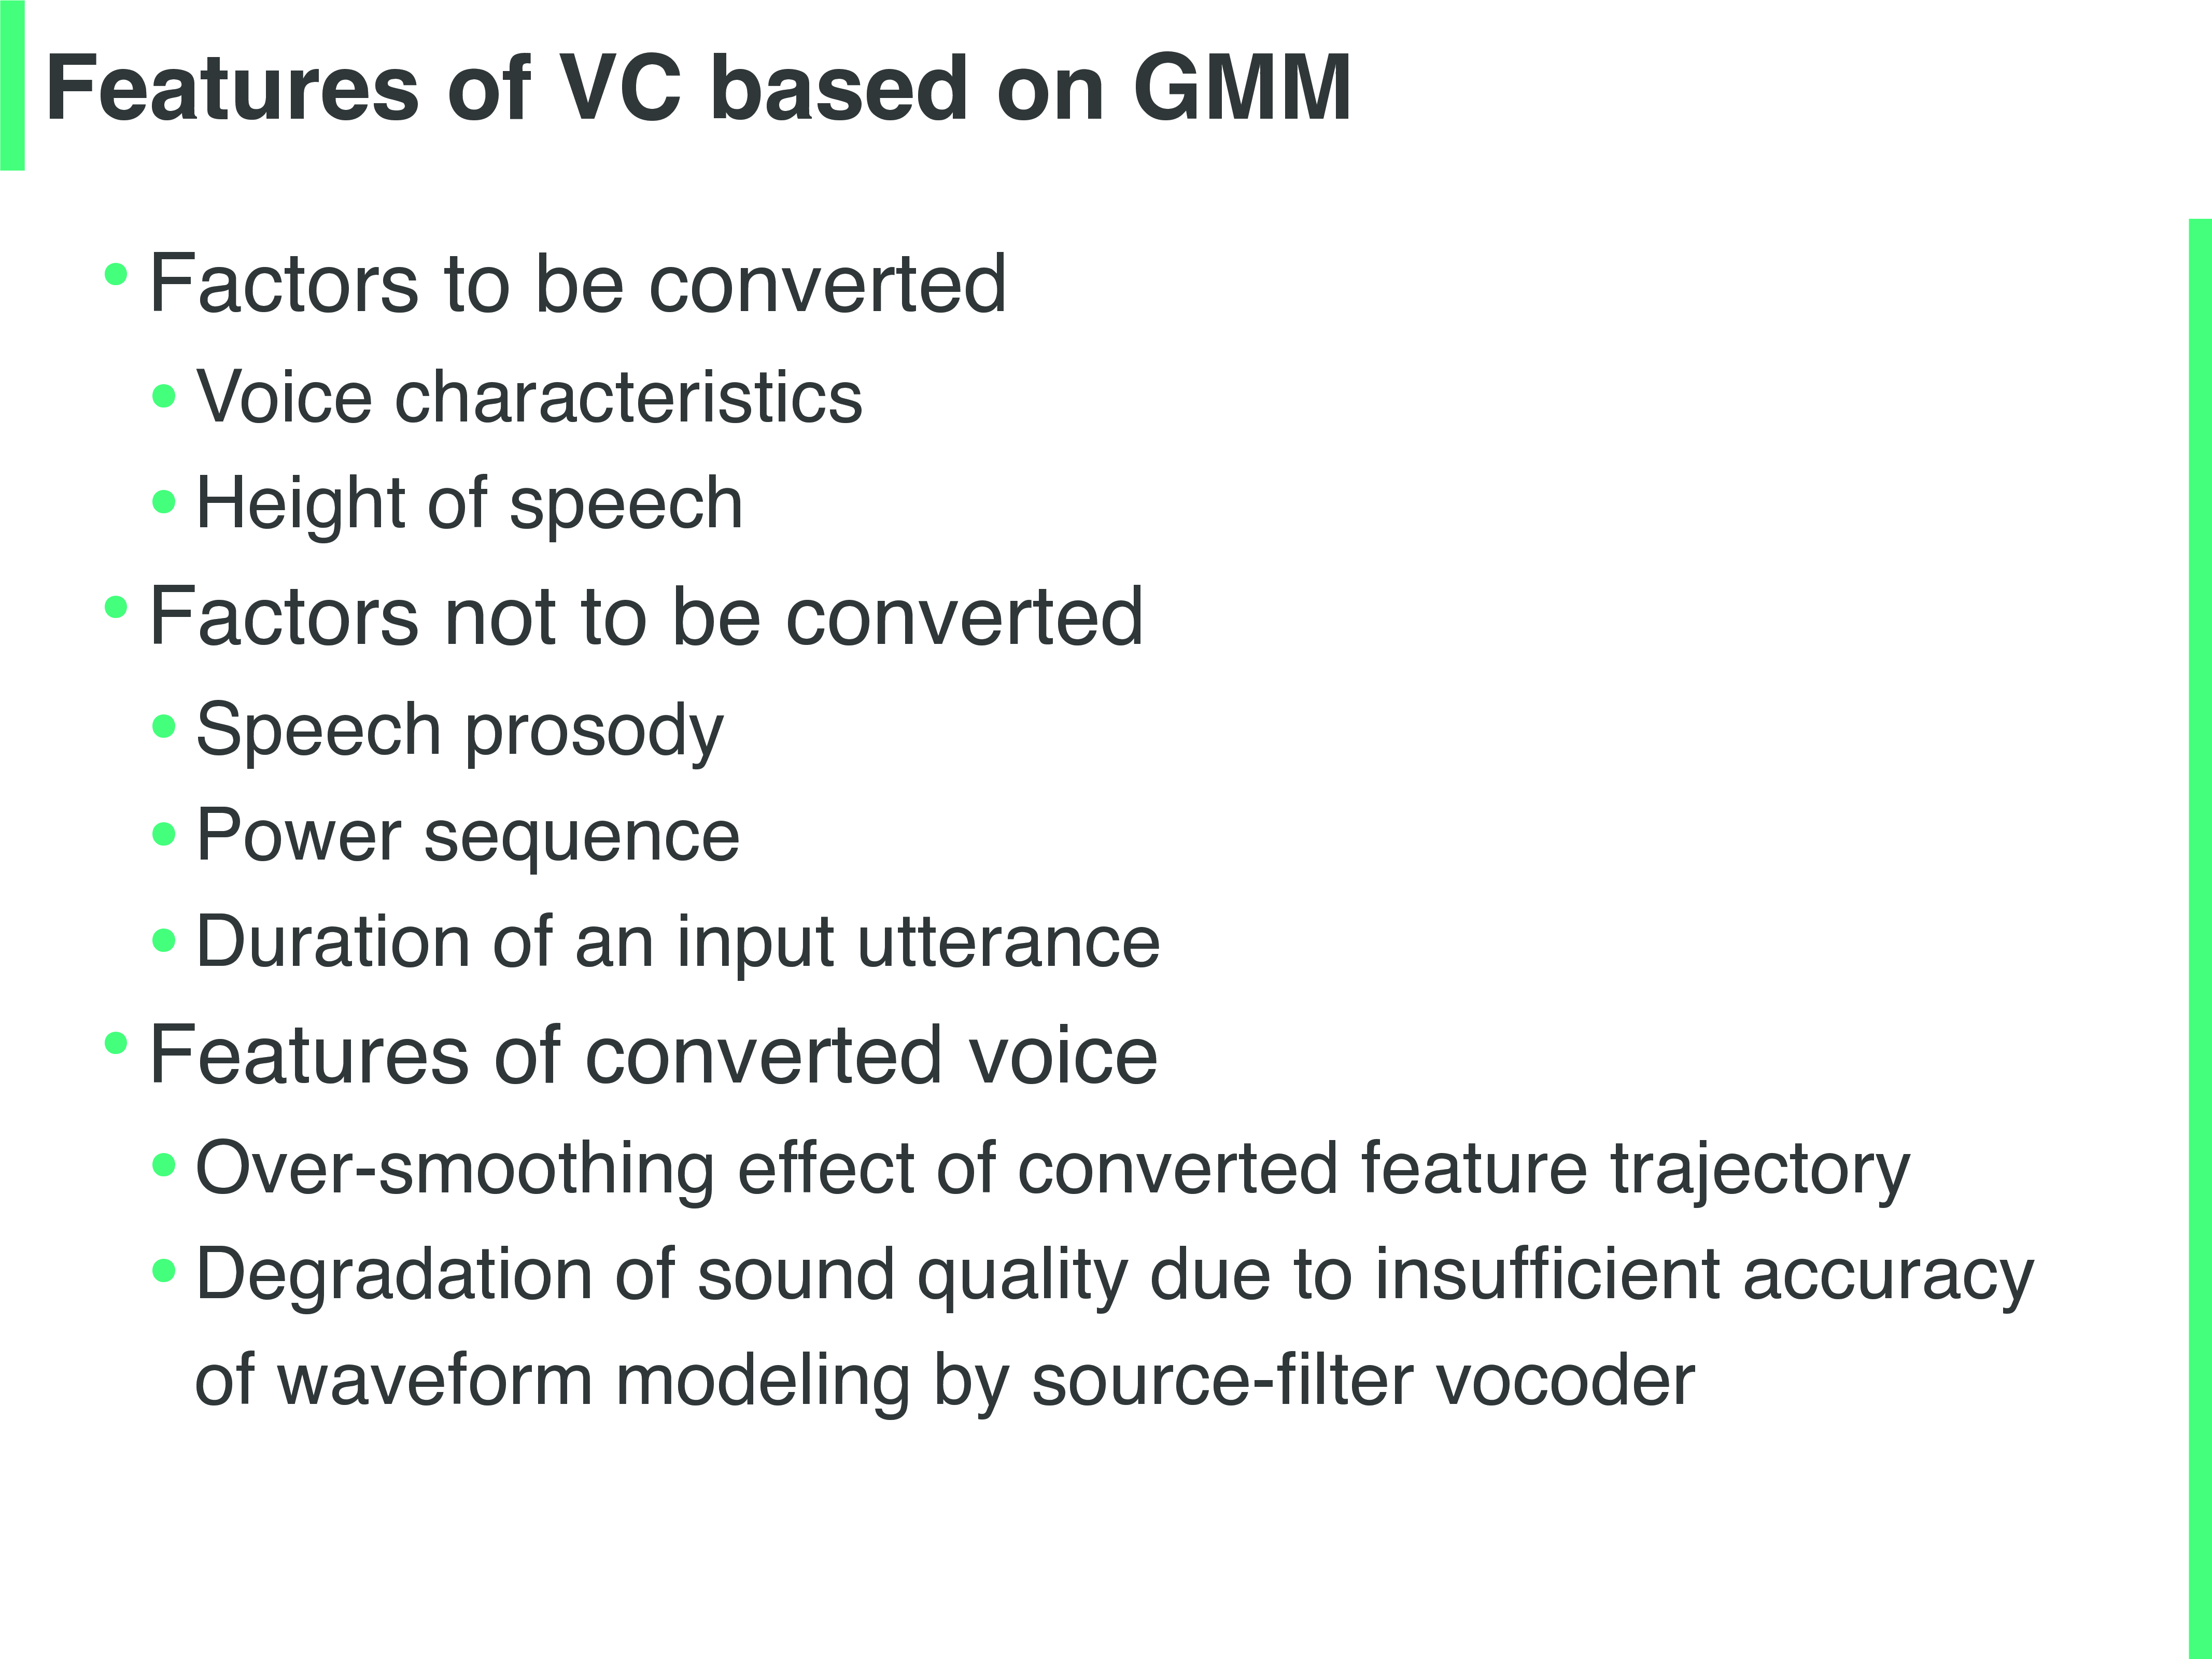 Features of VC based on GMM
Factors to be converted
Voice characteristics
Height of speech
Factors not to be converted
Speech prosody
Power sequence
Duration of an input utterance
Features of converted voice
Over-smoothing effect of converted feature trajectory
Degradation of sound quality due to insufficient accuracy
of waveform modeling by source-filter vocoder